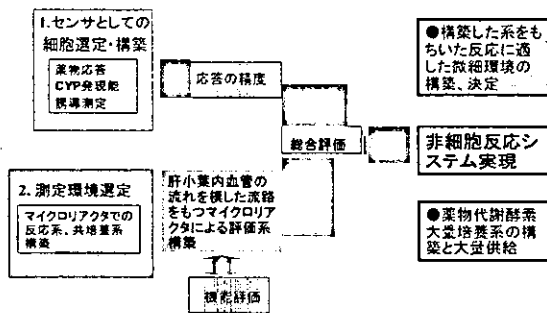 1.センサとしての
細胞選定・構築
薬物応答
CYP発現能
誘導測定
応答の精度
総合評価
2. 測定環境選定
マイクロリアクタでの
反応系、共培養系
構築
肝小葉内血管の
流れを模した流路
をもつマイクロリア
クタによる評価系
構築
機能評価
●構築した系をも
ちいた反応に適
した微細環境の
構築、決定
非細胞反応シ
ステム実現
●薬物代謝酵素
大量培養系の構
築と大量供給